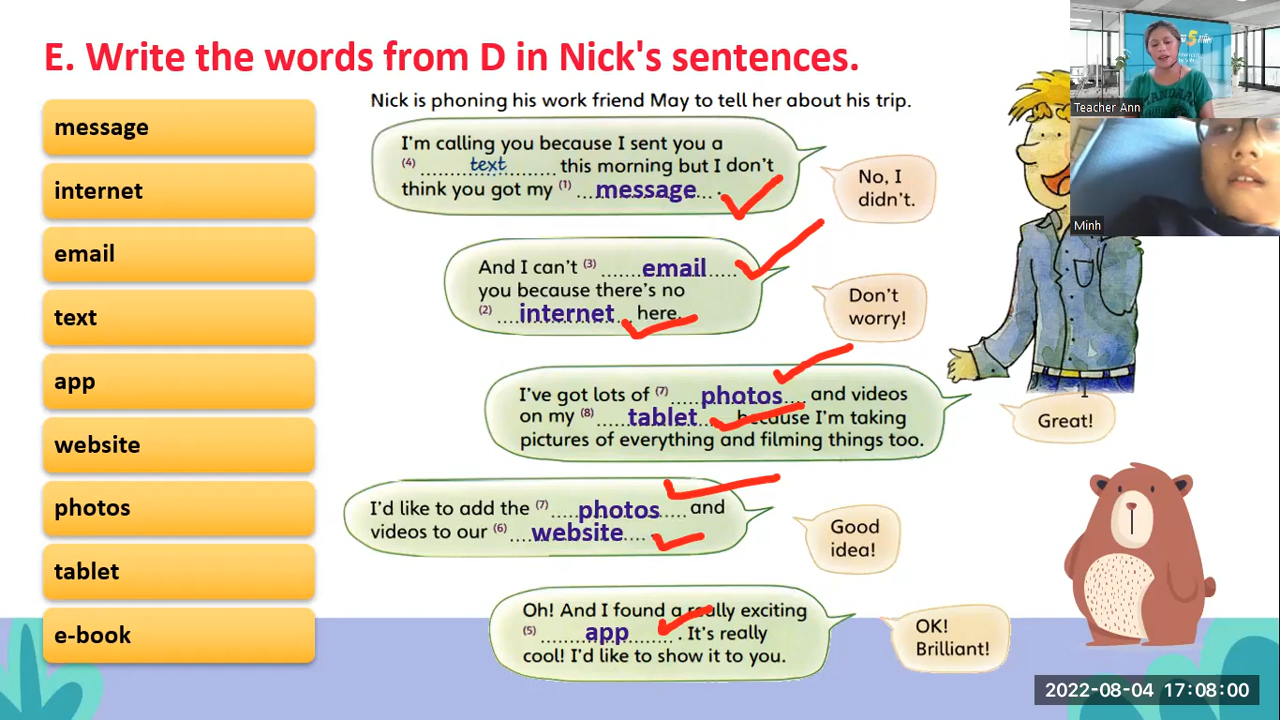 E. Write the words from D in Nick's sentences.
message
internet
email
text
app
website
photos
tablet
e-book
Nick is phoning his work friend May to tell her about his trip.
I'm calling you because I sent you a
(4) ........ text ........ this morning but I don't
think you got my (1) ... message ... .
No, I
didn't.
And I can't (3) ....... email .....
you because there's no
(2) .... internet ... here.
Don't
worry!
I've got lots of (7) ..... photos .... and videos
on my (8) ..... tablet .... because I'm taking
pictures of everything and filming things too.
Great!
I'd like to add the (7) ..... photos ..... and
videos to our (6) .... website .... .
Good
idea!
Oh! And I found a really exciting
(5) ........ app ........ . It's really
cool! I'd like to show it to you.
OK!
Brilliant!
Teacher Ann
Minh
2022-08-04 17:08:00